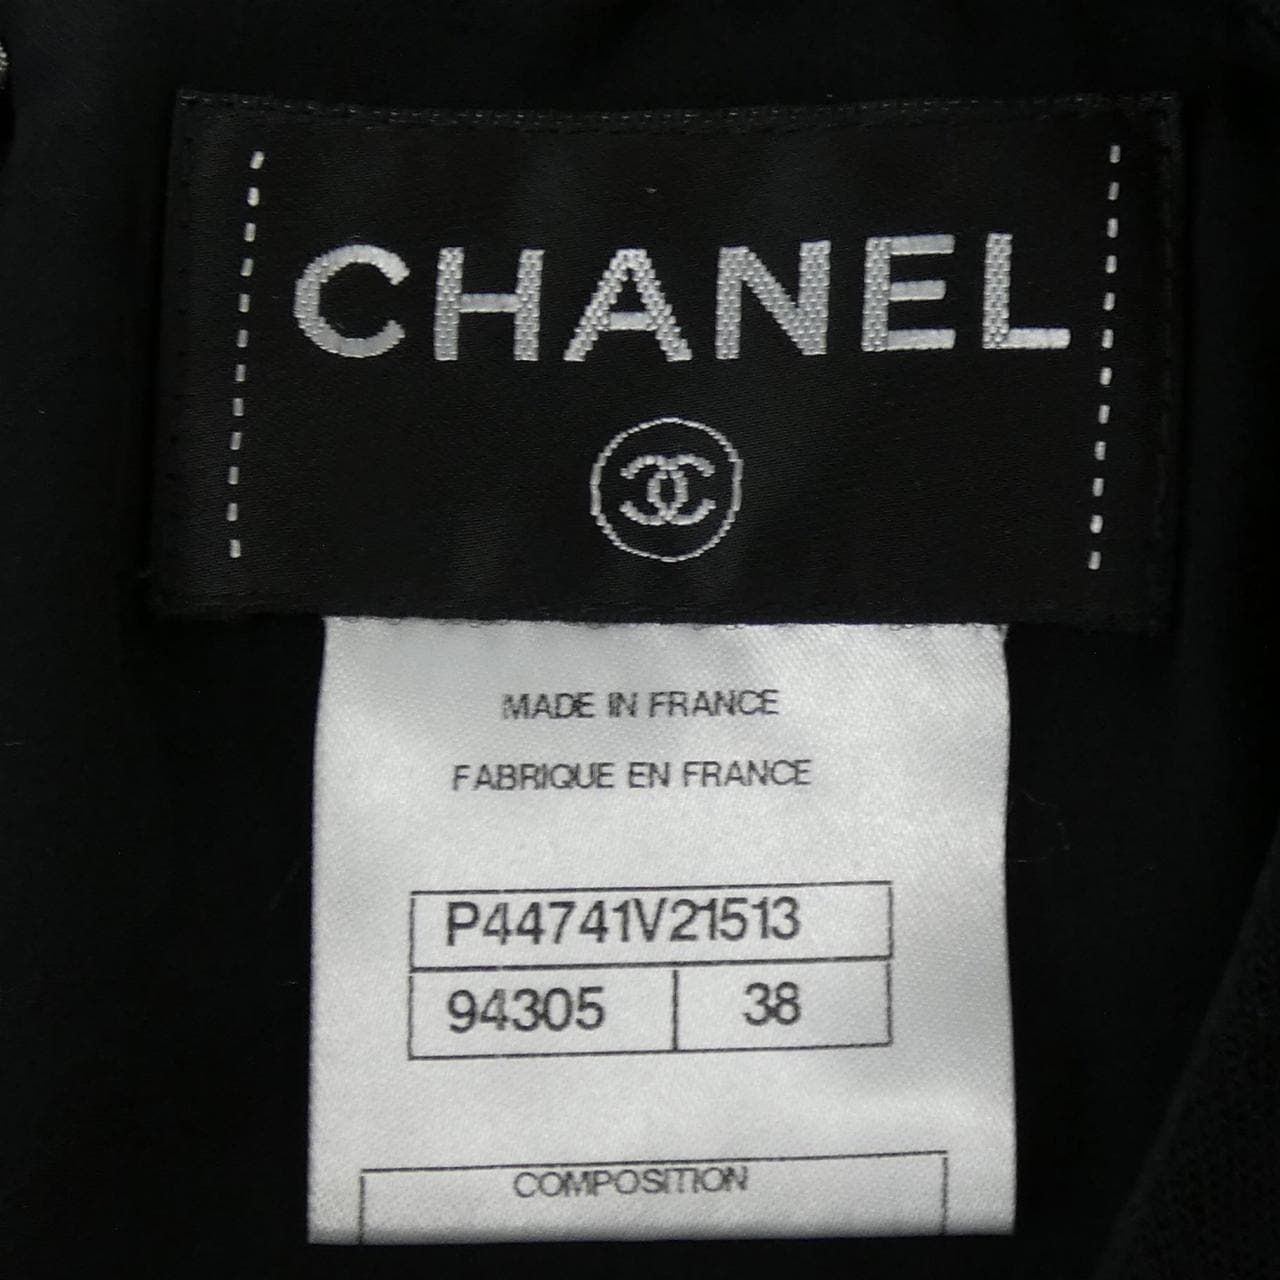 CHANEL
MADE IN FRANCE
FABRIQUE EN FRANCE
P44741V21513
94305 38
COMPOSITION